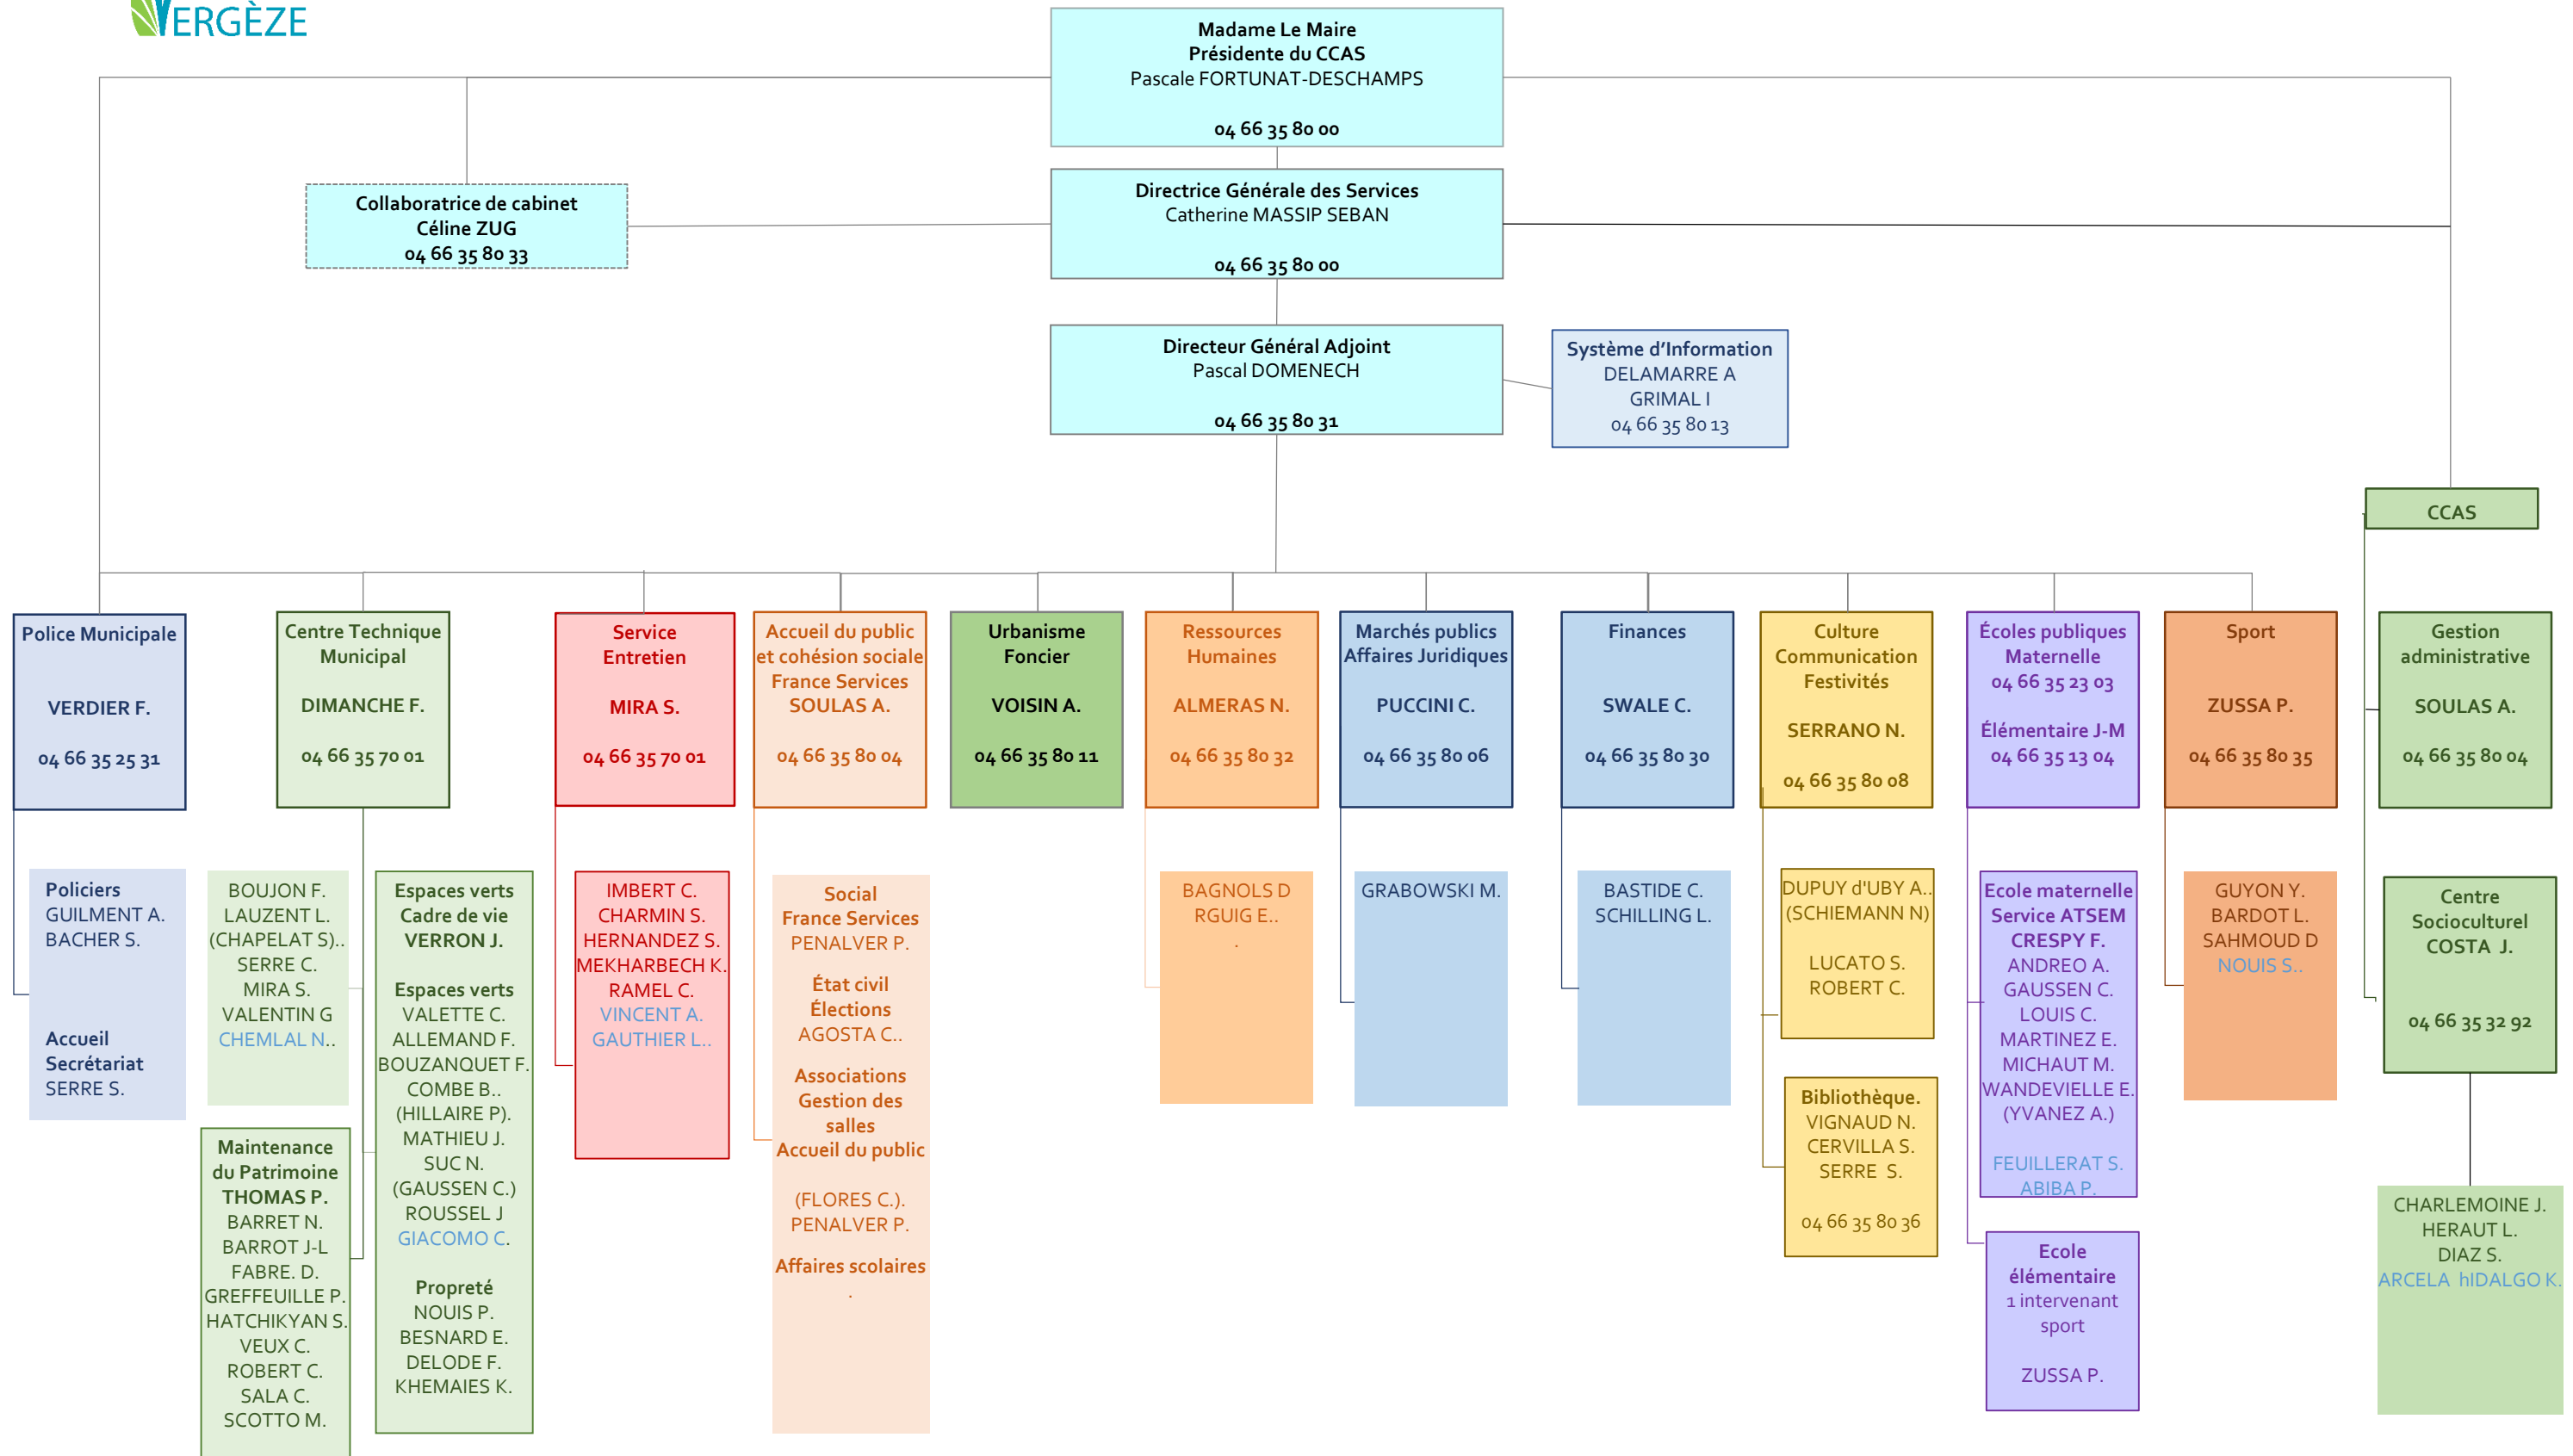 VERGÈZE
Madame Le Maire
Présidente du CCAS
Pascale FORTUNAT-DESCHAMPS
04 66 35 80 00
Collaboratrice de cabinet
Céline ZUG
04 66 35 80 33
Directrice Générale des Services
Catherine MASSIP SEBAN
04 66 35 80 00
Directeur Général Adjoint
Pascal DOMENECH
04 66 35 80 31
Système d'Information
DELAMARRE A
GRIMAL I
04 66 35 80 13
CCAS
Police Municipale
VERDIER F.
04 66 35 25 31
Centre Technique
Municipal
DIMANCHE F.
04 66 35 70 01
Service
Entretien
MIRA S.
04 66 35 70 01
Accueil du public
et cohésion sociale
France Services
SOULAS A.
04 66 35 80 04
Urbanisme
Foncier
VOISIN A.
04 66 35 80 11
Ressources
Humaines
ALMERAS N.
04 66 35 80 32
Marchés publics
Affaires Juridiques
PUCCINI C.
04 66 35 80 06
Finances
SWALE C.
04 66 35 80 30
Culture
Communication
Festivités
SERRANO N.
04 66 35 80 08
Écoles publiques
Maternelle
04 66 35 23 03
Élémentaire J-M
04 66 35 13 04
Sport
ZUSSA P.
04 66 35 80 35
Gestion
administrative
SOULAS A.
04 66 35 80 04
Policiers
GUILMENT A.
BACHER S.
Accueil
Secrétariat
SERRE S.
BOUJON F.
LAUZENT L.
(CHAPELAT S)..
SERRE C.
MIRA S.
VALENTIN G
CHEMLAL N..
Maintenance
du Patrimoine
THOMAS P.
BARRET N.
BARROT J-L
FABRE. D.
GREFFEUILLE P.
HATCHIKYAN S.
VEUX C.
ROBERT C.
SALA C.
SCOTTO M.
Espaces verts
Cadre de vie
VERRON J.
Espaces verts
VALETTE C.
ALLEMAND F.
BOUZANQUET F.
COMBE B..
(HILLAIRE P).
MATHIEU J.
SUC N.
(GAUSSEN C.)
ROUSSEL J
GIACOMO C.
Propreté
NOUIS P.
BESNARD E.
DELODE F.
KHEMAIES K.
IMBERT C.
CHARMIN S.
HERNANDEZ S.
MEKHARBECH K.
RAMEL C.
VINCENT A.
GAUTHIER L..
Social
France Services
PENALVER P.
État civil
Élections
AGOSTA C..
Associations
Gestion des
salles
Accueil du public
(FLORES C.).
PENALVER P.
Affaires scolaires
.
BAGNOLS D
RGUIG E..
.
GRABOWSKI M.
BASTIDE C.
SCHILLING L.
DUPUY d'UBY A..
(SCHIEMANN N)
LUCATO S.
ROBERT C.
Bibliothèque.
VIGNAUD N.
CERVILLA S.
SERRE  S.
04 66 35 80 36
Ecole maternelle
Service ATSEM
CRESPY F.
ANDREO A.
GAUSSEN C.
LOUIS C.
MARTINEZ E.
MICHAUT M.
WANDEVIELLE E.
(YVANEZ A.)
FEUILLERAT S.
ABIBA P.
Ecole
élémentaire
1 intervenant
sport
ZUSSA P.
GUYON Y.
BARDOT L.
SAHMOUD D
NOUIS S..
Centre
Socioculturel
COSTA  J.
04 66 35 32 92
CHARLEMOINE J.
HERAUT L.
DIAZ S.
ARCELA  hIDALGO K.